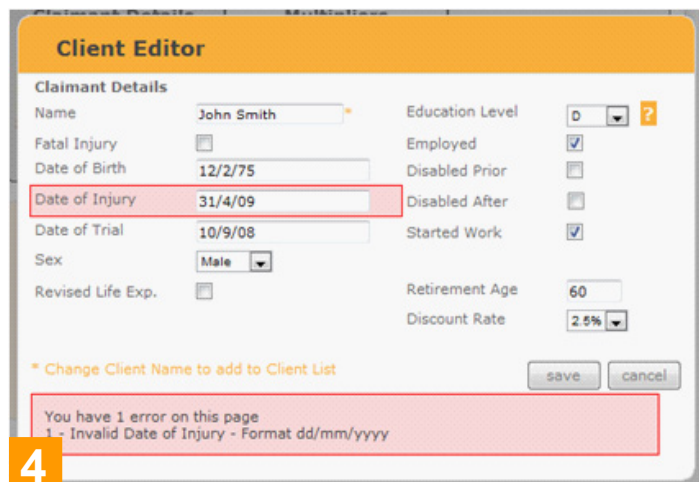 Claimant Details Multipliers
Client Editor
Claimant Details
Name John Smith * Education Level D ?
Fatal Injury Employed
Date of Birth 12/2/75 Disabled Prior
Date of Injury 31/4/09 Disabled After
Date of Trial 10/9/08 Started Work
Sex Male
Revised Life Exp. Retirement Age 60
Discount Rate 2.5%
* Change Client Name to add to Client List save cancel
You have 1 error on this page
1 - Invalid Date of Injury - Format dd/mm/yyyy
4